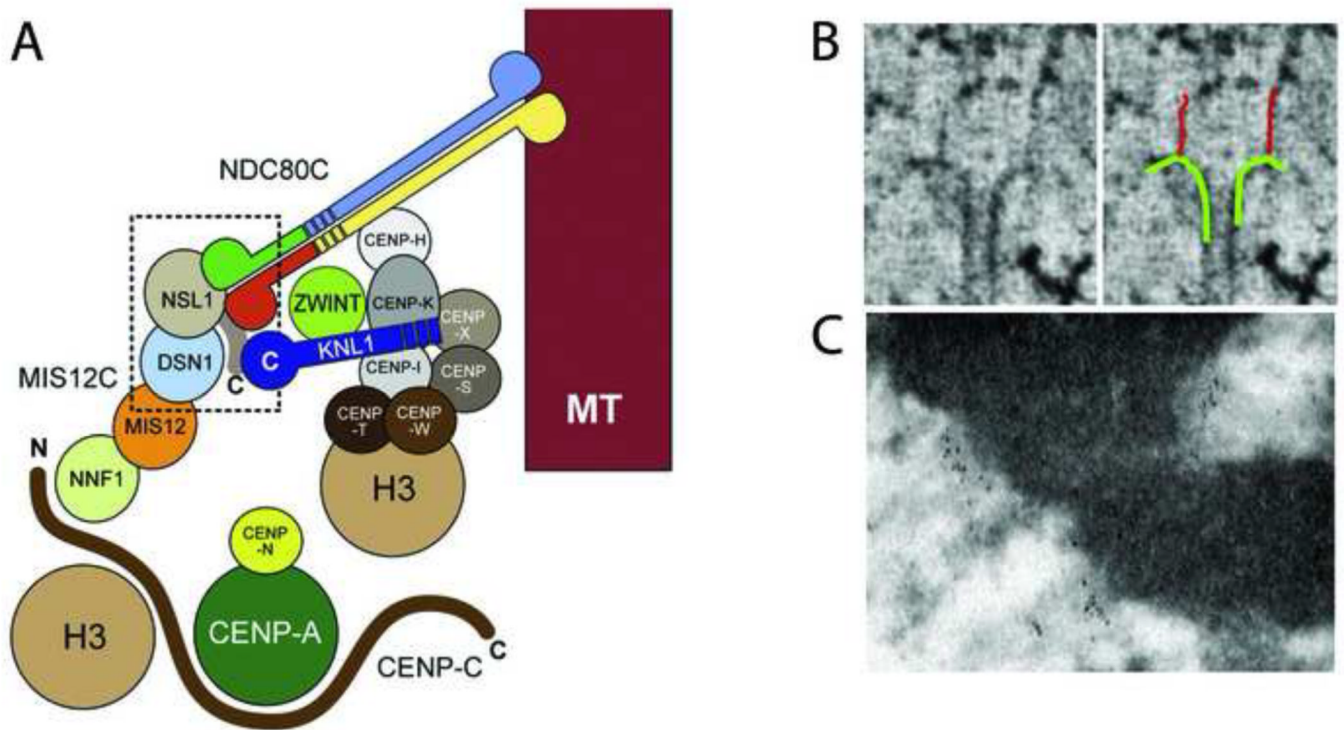 A
B
NDC80C
CENP-H
NSL1
ZWINT
CENP-K
CENP
-X
C
KNL1
DSN1
CENP-I
CENP
-S
C
MIS12C
MT
MIS12
CENP
-T
CENP
-W
N
NNF1
H3
CENP
-N
H3
CENP-A
CENP-C
C
C